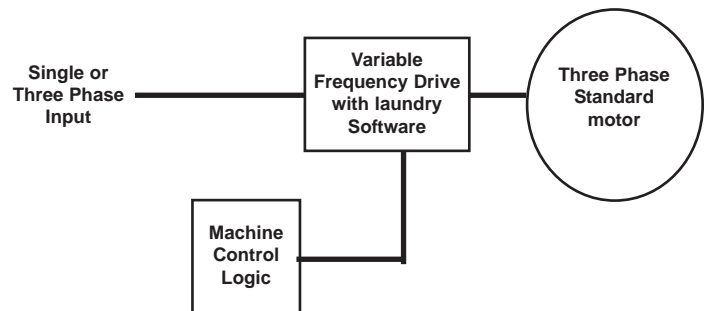 Single or
Three Phase
Input
Variable
Frequency Drive
with laundry
Software
Three Phase
Standard
motor
Machine
Control
Logic